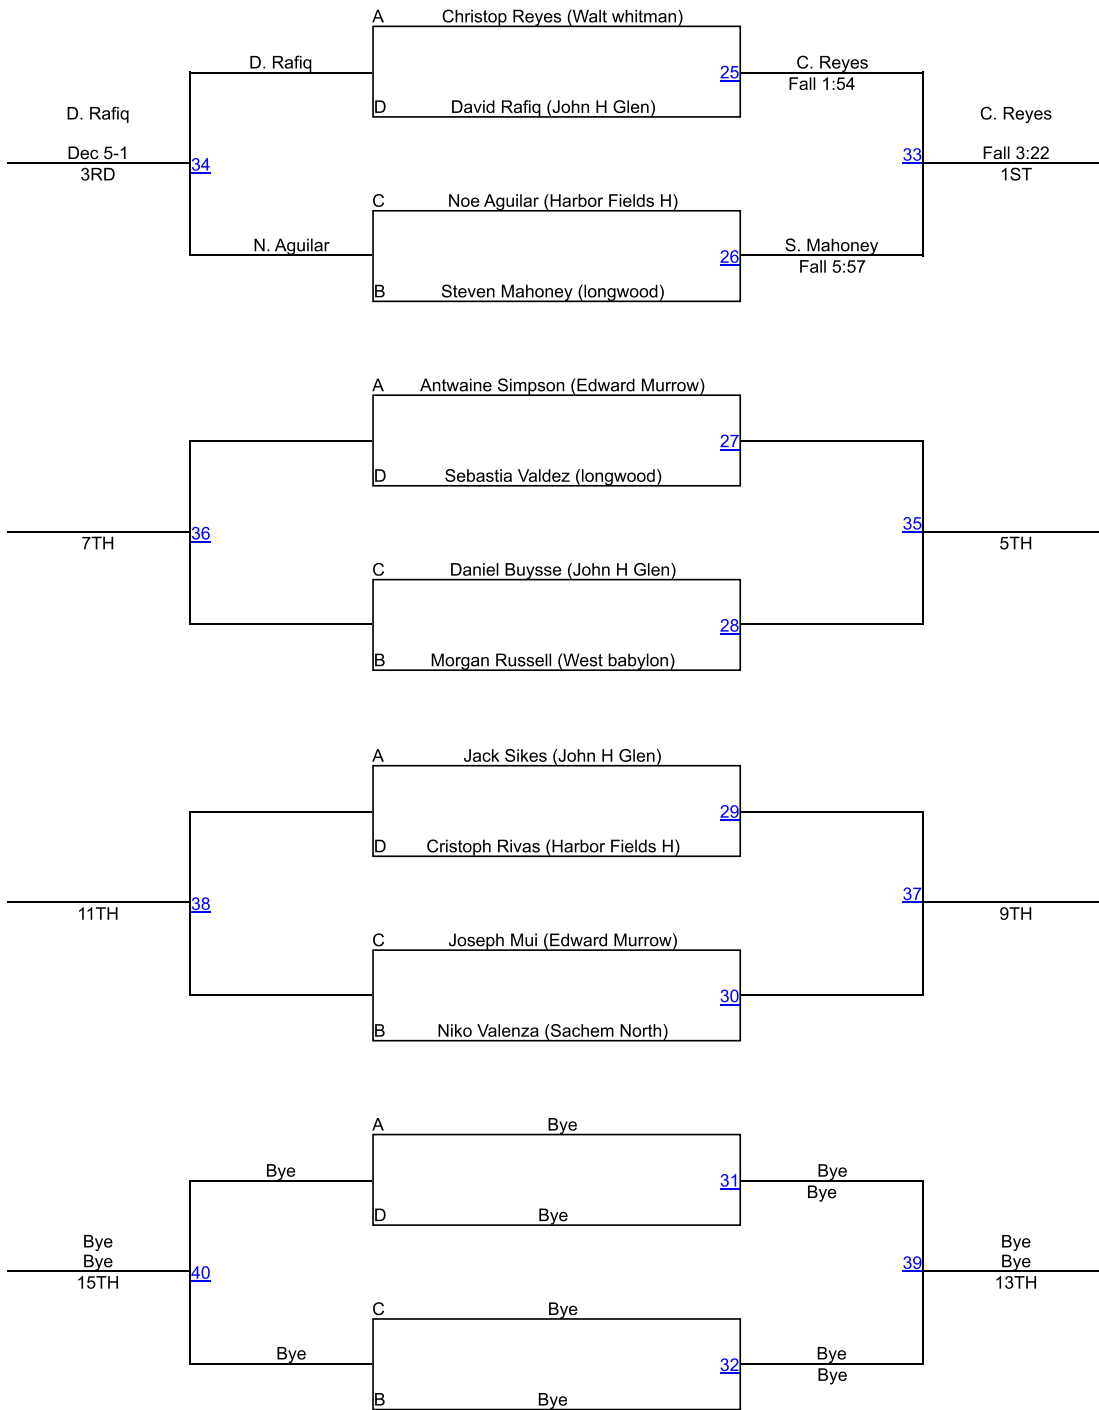 A Christop Reyes (Walt whitman)
D. Rafiq
25
C. Reyes
Fall 1:54
D David Rafiq (John H Glen)
D. Rafiq
Dec 5-1
3RD
34
33
C. Reyes
Fall 3:22
1ST
C Noe Aguilar (Harbor Fields H)
N. Aguilar
26
S. Mahoney
Fall 5:57
B Steven Mahoney (longwood)
A Antwaine Simpson (Edward Murrow)
27
D Sebastia Valdez (longwood)
7TH
36
35
5TH
C Daniel Buysse (John H Glen)
28
B Morgan Russell (West babylon)
A Jack Sikes (John H Glen)
29
D Cristoph Rivas (Harbor Fields H)
11TH
38
37
9TH
C Joseph Mui (Edward Murrow)
30
B Niko Valenza (Sachem North)
A Bye
Bye
31
Bye
Bye
D Bye
Bye
Bye
15TH
40
39
Bye
Bye
13TH
C Bye
Bye
32
Bye
Bye
B Bye